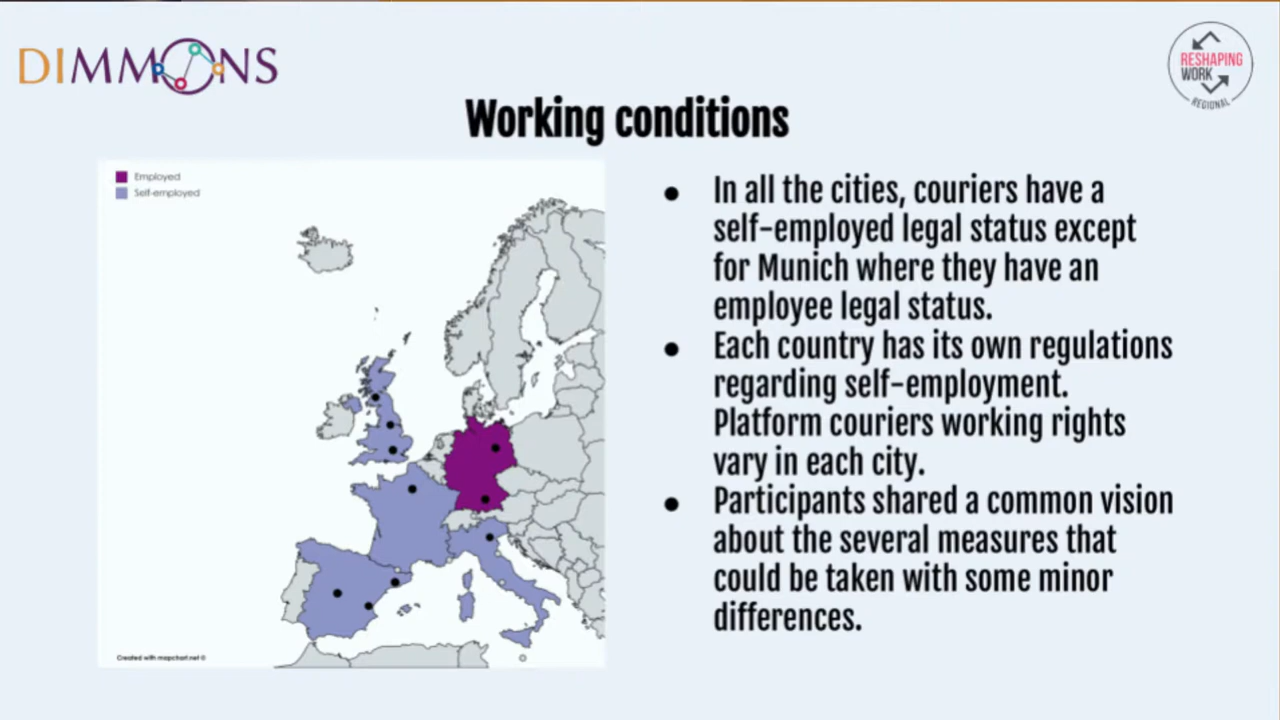 DIMMONS
RESHAPING
WORK
REGIONAL
Working conditions
Employed
Self-employed
● In all the cities, couriers have a
self-employed legal status except
for Munich where they have an
employee legal status.
● Each country has its own regulations
regarding self-employment.
Platform couriers working rights
vary in each city.
● Participants shared a common vision
about the several measures that
could be taken with some minor
differences.
Created with mapchart.net ©